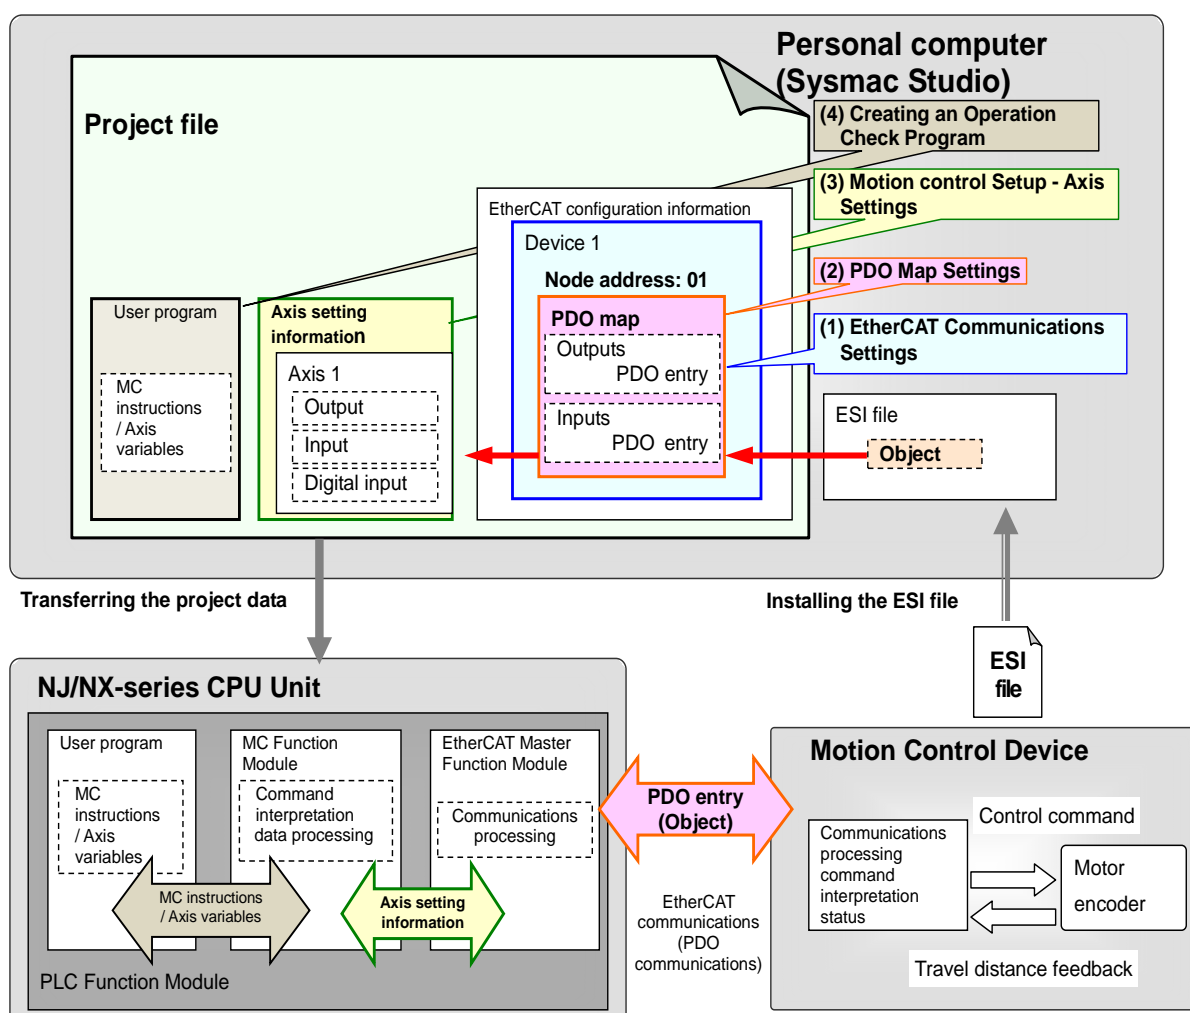 Personal computer
(Sysmac Studio)
Project file
(4) Creating an Operation
Check Program
(3) Motion control Setup - Axis
Settings
(2) PDO Map Settings
(1) EtherCAT Communications
Settings
EtherCAT configuration information
Device 1
Node address: 01
PDO map
Outputs
PDO entry
Inputs
PDO entry
User program
MC
instructions
/ Axis
variables
Axis setting
information
Axis 1
Output
Input
Digital input
ESI file
Object
Transferring the project data
Installing the ESI file
ESI
file
NJ/NX-series CPU Unit
User program
MC
instructions
/ Axis
variables
MC Function
Module
Command
interpretation
data processing
EtherCAT Master
Function Module
Communications
processing
MC instructions
/ Axis variables
Axis setting
information
PLC Function Module
PDO entry
(Object)
EtherCAT
communications
(PDO
communications)
Motion Control Device
Control command
Communications
processing
command
interpretation
status
Motor
encoder
Travel distance feedback